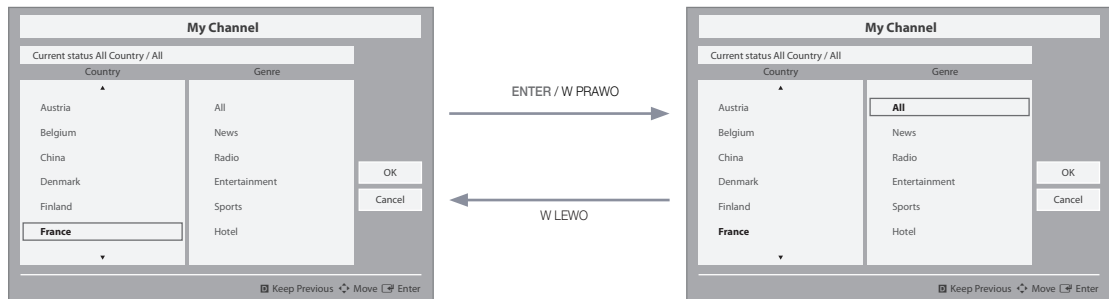 My Channel
Current status All Country / All
Country Genre
Austria All
Belgium News
China Radio
Denmark Entertainment
Finland Sports
France Hotel
OK
Cancel
D Keep Previous Move Enter
ENTER / W PRAWO
W LEWO
My Channel
Current status All Country / All
Country Genre
Austria All
Belgium News
China Radio
Denmark Entertainment
Finland Sports
France Hotel
OK
Cancel
D Keep Previous Move Enter